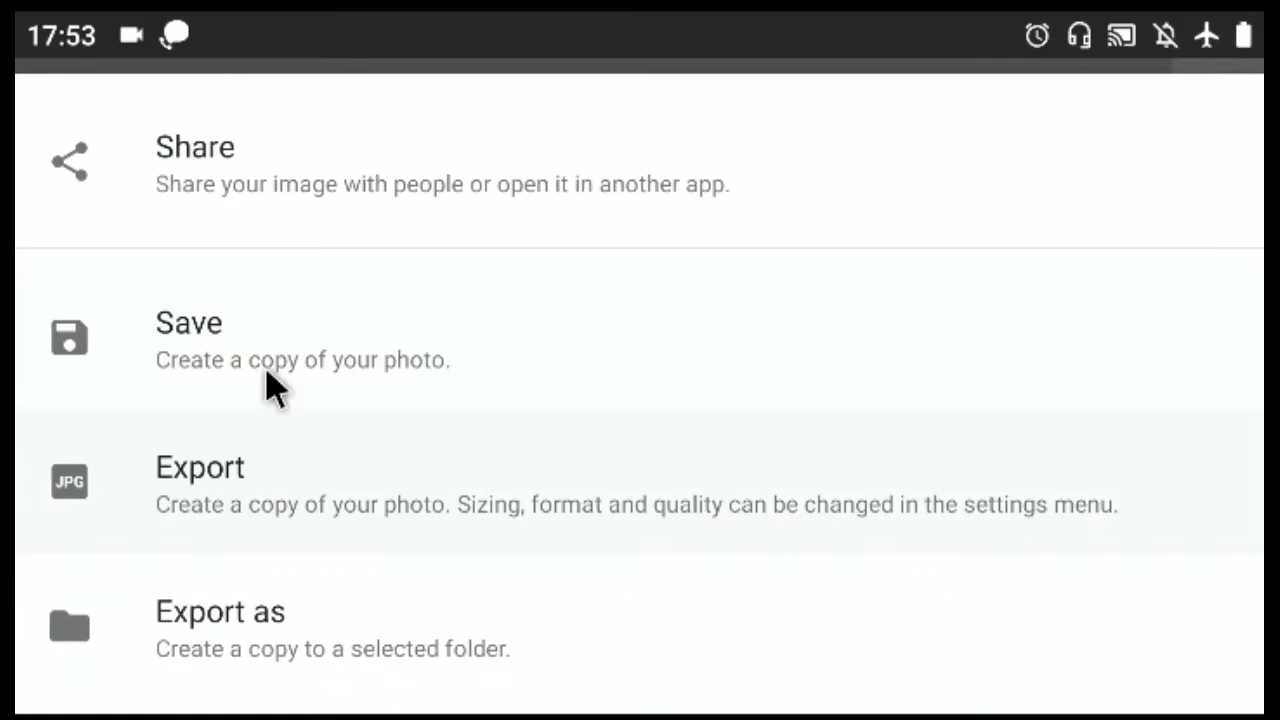 17:53
Share
Share your image with people or open it in another app.
Save
Create a copy of your photo.
JPG
Export
Create a copy of your photo. Sizing, format and quality can be changed in the settings menu.
Export as
Create a copy to a selected folder.